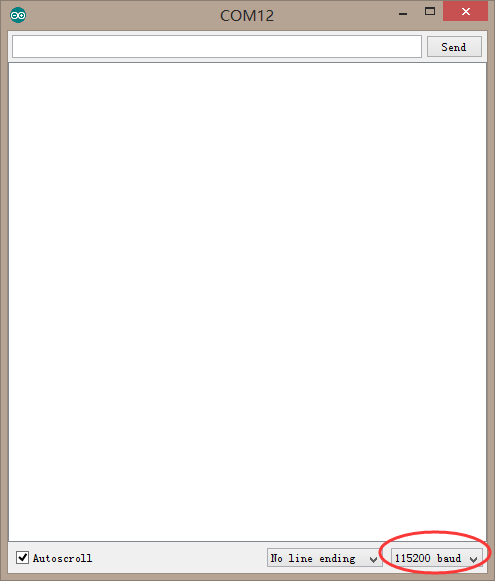 COM12
Send
Autoscroll
No line ending
115200 baud